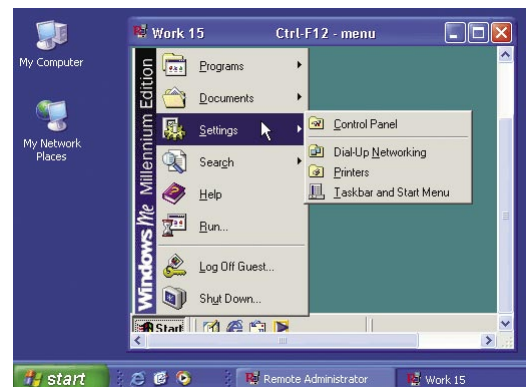 My Computer
My Network
Places
Work 15
Ctrl-F12 - menu
Windows Me Millennium Edition
Programs
Documents
Settings
Search
Help
Run...
Log Off Guest...
Shut Down...
Control Panel
Dial-Up Networking
Printers
Taskbar and Start Menu
Start
start
Remote Administrator
Work 15